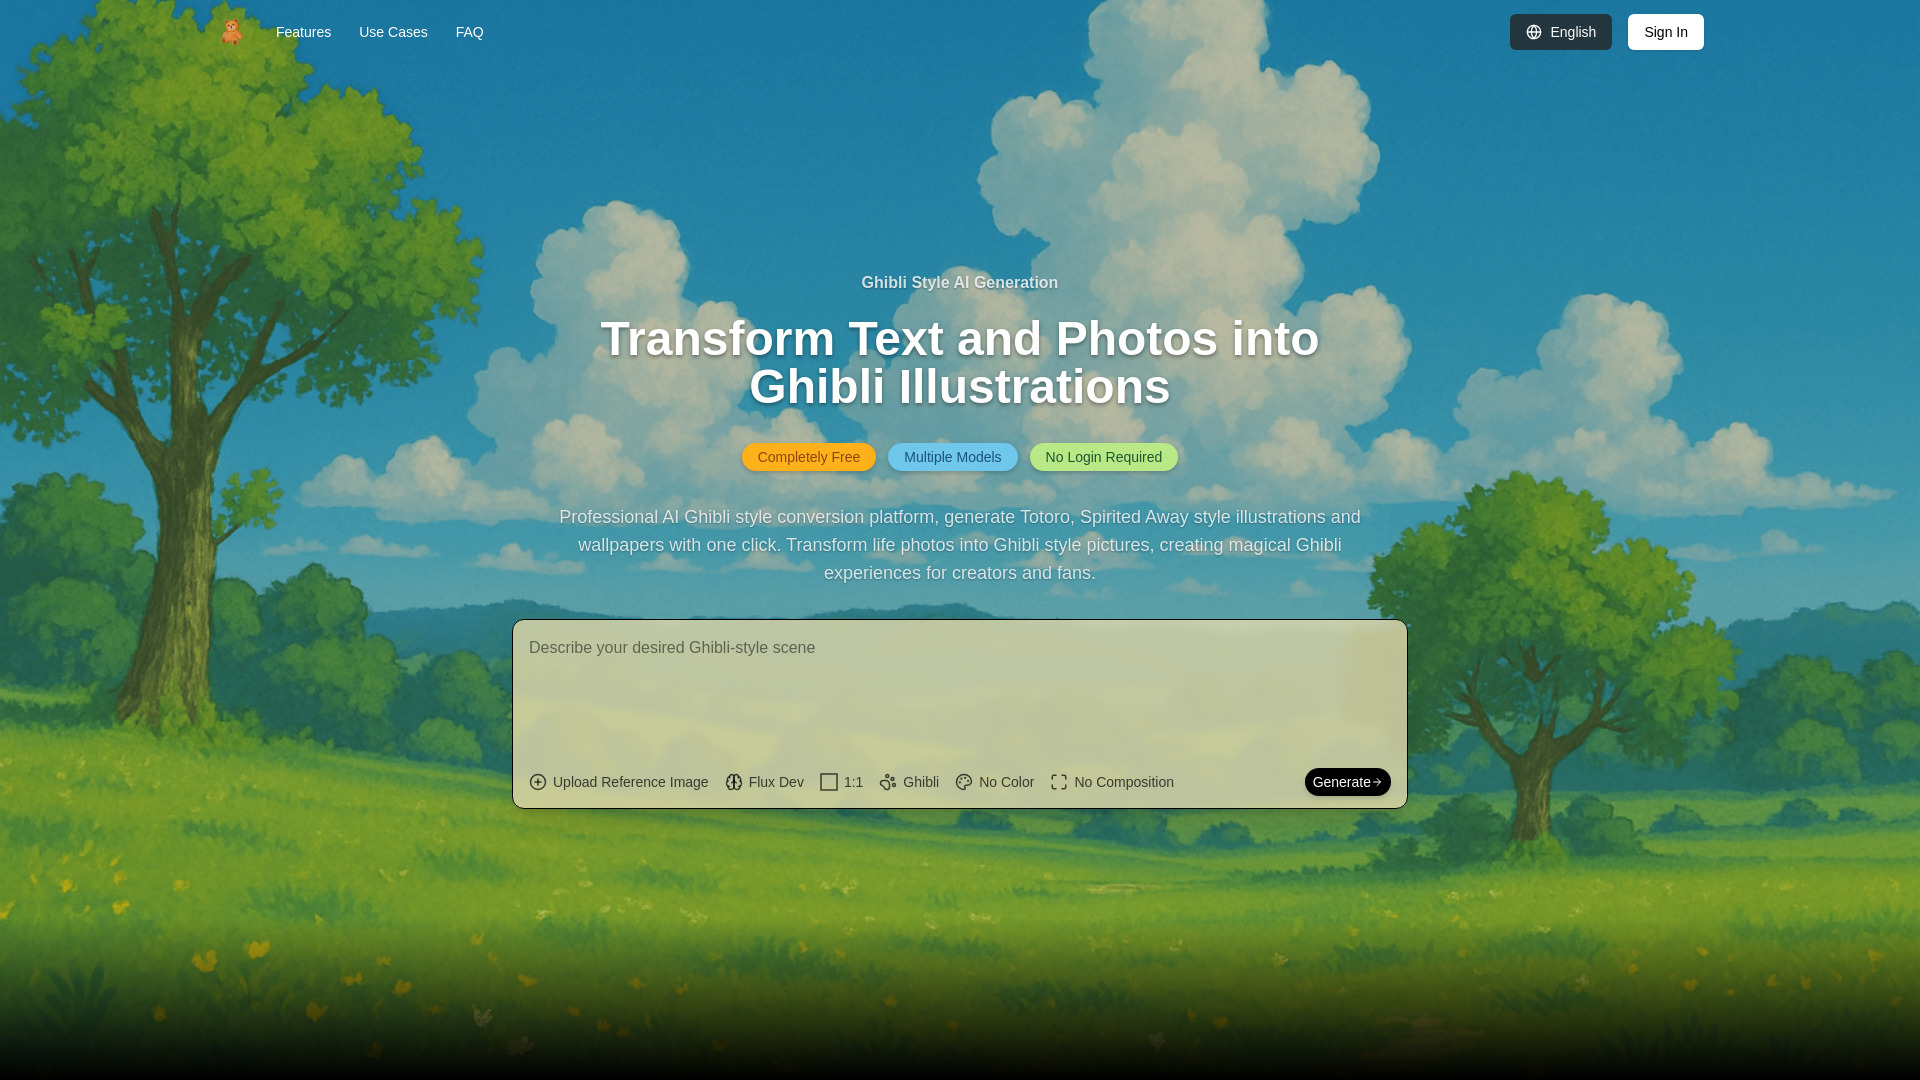 Features
Use Cases
FAQ
English
Sign In
Ghibli Style AI Generation
Transform Text and Photos into
Ghibli Illustrations
Completely Free
Multiple Models
No Login Required
Professional AI Ghibli style conversion platform, generate Totoro, Spirited Away style illustrations and
wallpapers with one click. Transform life photos into Ghibli style pictures, creating magical Ghibli
experiences for creators and fans.
Describe your desired Ghibli-style scene
Upload Reference Image
Flux Dev
1:1
Ghibli
No Color
No Composition
Generate